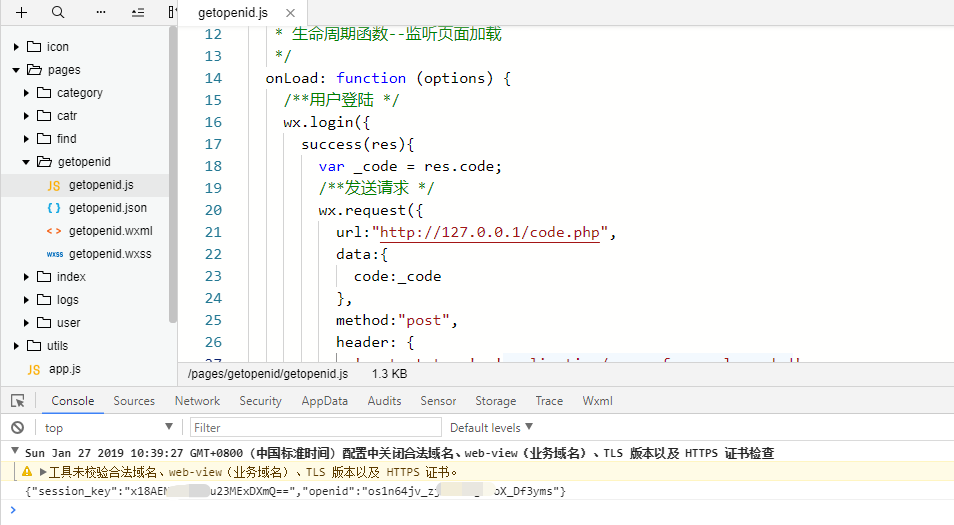 getopenid.js
icon
pages
category
catr
find
getopenid
JS getopenid.js
{ } getopenid.json
< > getopenid.wxml
wxss getopenid.wxss
index
logs
user
utils
JS app.js
12 * 生命周期函数--监听页面加载
13 */
14 onLoad: function (options) {
15 /**用户登陆 */
16 wx.login({
17 success(res){
18 var _code = res.code;
19 /**发送请求 */
20 wx.request({
21 url:"http://127.0.0.1/code.php",
22 data:{
23 code:_code
24 },
25 method:"post",
26 header: {
27
/pages/getopenid/getopenid.js 1.3 KB
Console Sources Network Security AppData Audits Sensor Storage Trace Wxml
top Filter Default levels
Sun Jan 27 2019 10:39:27 GMT+0800 (中国标准时间) 配置中关闭合法域名、web-view（业务域名）、TLS 版本以及 HTTPS 证书检查
工具未校验合法域名、web-view（业务域名）、TLS 版本以及 HTTPS 证书。
{"session_key":"x18AE u23MExDXmQ==","openid":"os1n64jv_z X_Df3yms"}